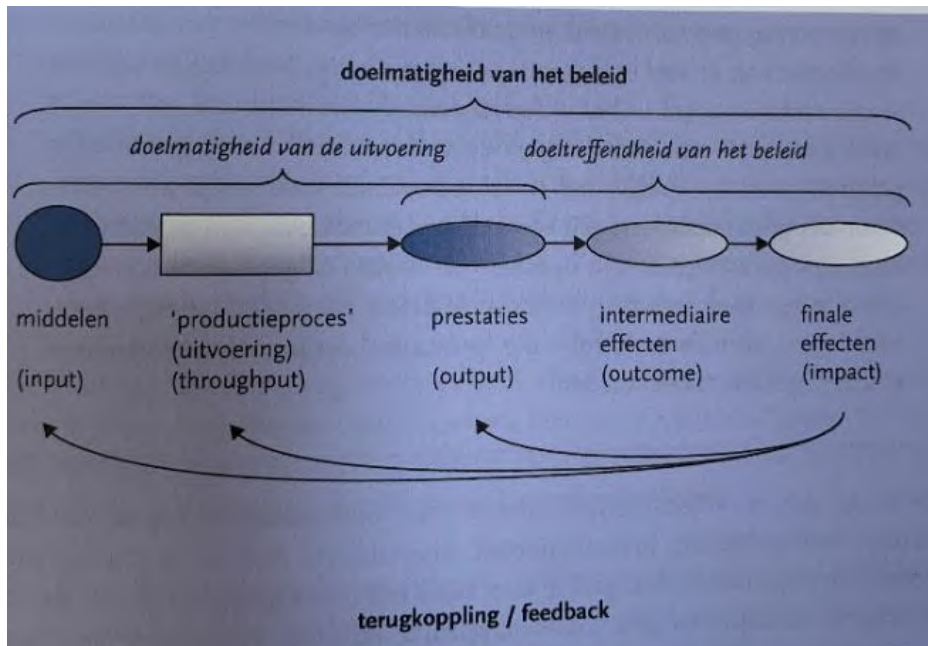 doelmatigheid van het beleid
doelmatigheid van de uitvoering
doeltreffendheid van het beleid
middelen
(input)
'productieproces'
(uitvoering)
(throughput)
prestaties
(output)
intermediaire
effecten
(outcome)
finale
effecten
(impact)
terugkoppling / feedback